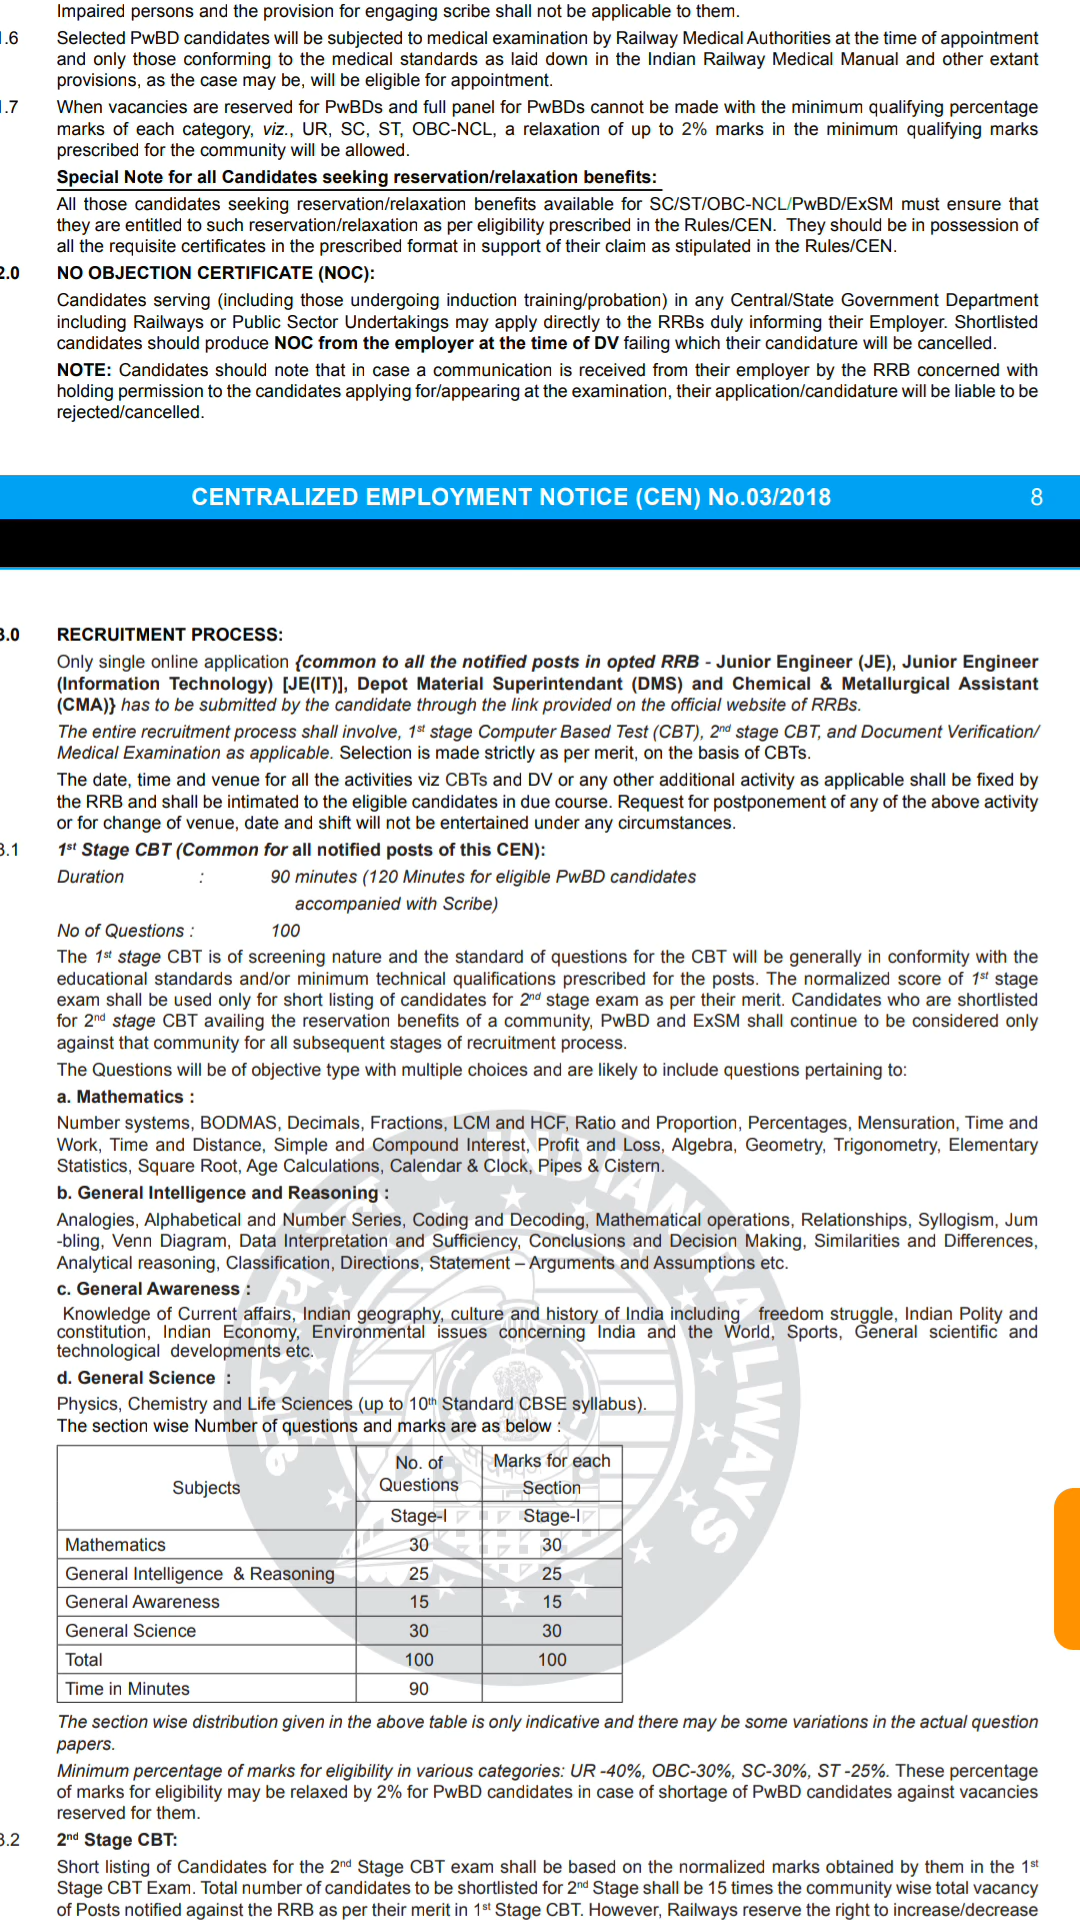 Impaired persons and the provision for engaging scribe shall not be applicable to them.
.6 Selected PwBD candidates will be subjected to medical examination by Railway Medical Authorities at the time of appointment
and only those conforming to the medical standards as laid down in the Indian Railway Medical Manual and other extant
provisions, as the case may be, will be eligible for appointment.
.7 When vacancies are reserved for PwBDs and full panel for PwBDs cannot be made with the minimum qualifying percentage
marks of each category, viz., UR, SC, ST, OBC-NCL, a relaxation of up to 2% marks in the minimum qualifying marks
prescribed for the community will be allowed.
Special Note for all Candidates seeking reservation/relaxation benefits:
All those candidates seeking reservation/relaxation benefits available for SC/ST/OBC-NCL/PwBD/ExSM must ensure that
they are entitled to such reservation/relaxation as per eligibility prescribed in the Rules/CEN. They should be in possession of
all the requisite certificates in the prescribed format in support of their claim as stipulated in the Rules/CEN.
2.0 NO OBJECTION CERTIFICATE (NOC):
Candidates serving (including those undergoing induction training/probation) in any Central/State Government Department
including Railways or Public Sector Undertakings may apply directly to the RRBs duly informing their Employer. Shortlisted
candidates should produce NOC from the employer at the time of DV failing which their candidature will be cancelled.
NOTE: Candidates should note that in case a communication is received from their employer by the RRB concerned with
holding permission to the candidates applying for/appearing at the examination, their application/candidature will be liable to be
rejected/cancelled.
CENTRALIZED EMPLOYMENT NOTICE (CEN) No.03/2018 8
3.0 RECRUITMENT PROCESS:
Only single online application {common to all the notified posts in opted RRB - Junior Engineer (JE), Junior Engineer
(Information Technology) [JE(IT)], Depot Material Superintendant (DMS) and Chemical & Metallurgical Assistant
(CMA)} has to be submitted by the candidate through the link provided on the official website of RRBs.
The entire recruitment process shall involve, 1st stage Computer Based Test (CBT), 2nd stage CBT, and Document Verification/
Medical Examination as applicable. Selection is made strictly as per merit, on the basis of CBTs.
The date, time and venue for all the activities viz CBTs and DV or any other additional activity as applicable shall be fixed by
the RRB and shall be intimated to the eligible candidates in due course. Request for postponement of any of the above activity
or for change of venue, date and shift will not be entertained under any circumstances.
3.1 1st Stage CBT (Common for all notified posts of this CEN):
Duration : 90 minutes (120 Minutes for eligible PwBD candidates
accompanied with Scribe)
No of Questions : 100
The 1st stage CBT is of screening nature and the standard of questions for the CBT will be generally in conformity with the
educational standards and/or minimum technical qualifications prescribed for the posts. The normalized score of 1st stage
exam shall be used only for short listing of candidates for 2nd stage exam as per their merit. Candidates who are shortlisted
for 2nd stage CBT availing the reservation benefits of a community, PwBD and ExSM shall continue to be considered only
against that community for all subsequent stages of recruitment process.
The Questions will be of objective type with multiple choices and are likely to include questions pertaining to:
a. Mathematics :
Number systems, BODMAS, Decimals, Fractions, LCM and HCF, Ratio and Proportion, Percentages, Mensuration, Time and
Work, Time and Distance, Simple and Compound Interest, Profit and Loss, Algebra, Geometry, Trigonometry, Elementary
Statistics, Square Root, Age Calculations, Calendar & Clock, Pipes & Cistern.
b. General Intelligence and Reasoning :
Analogies, Alphabetical and Number Series, Coding and Decoding, Mathematical operations, Relationships, Syllogism, Jum
-bling, Venn Diagram, Data Interpretation and Sufficiency, Conclusions and Decision Making, Similarities and Differences,
Analytical reasoning, Classification, Directions, Statement – Arguments and Assumptions etc.
c. General Awareness :
Knowledge of Current affairs, Indian geography, culture and history of India including freedom struggle, Indian Polity and
constitution, Indian Economy, Environmental issues concerning India and the World, Sports, General scientific and
technological developments etc.
d. General Science :
Physics, Chemistry and Life Sciences (up to 10th Standard CBSE syllabus).
The section wise Number of questions and marks are as below :
Subjects No. of Questions Marks for each Section
Stage-I Stage-I
Mathematics 30 30
General Intelligence & Reasoning 25 25
General Awareness 15 15
General Science 30 30
Total 100 100
Time in Minutes 90
The section wise distribution given in the above table is only indicative and there may be some variations in the actual question
papers.
Minimum percentage of marks for eligibility in various categories: UR -40%, OBC-30%, SC-30%, ST -25%. These percentage
of marks for eligibility may be relaxed by 2% for PwBD candidates in case of shortage of PwBD candidates against vacancies
reserved for them.
3.2 2nd Stage CBT:
Short listing of Candidates for the 2nd Stage CBT exam shall be based on the normalized marks obtained by them in the 1st
Stage CBT Exam. Total number of candidates to be shortlisted for 2nd Stage shall be 15 times the community wise total vacancy
of Posts notified against the RRB as per their merit in 1st Stage CBT. However, Railways reserve the right to increase/decrease
INDIAN RAILWAYS